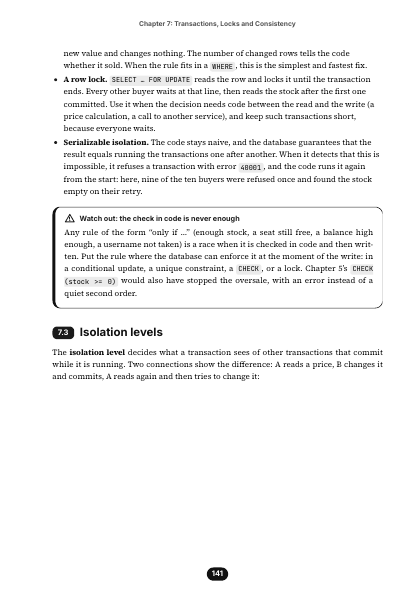 Chapter 7: Transactions, Locks and Consistency
new value and changes nothing. The number of changed rows tells the code
whether it sold. When the rule fits in a WHERE, this is the simplest and fastest fix.
• A row lock. SELECT … FOR UPDATE reads the row and locks it until the transaction
ends. Every other buyer waits at that line, then reads the stock after the first one
committed. Use it when the decision needs code between the read and the write (a
price calculation, a call to another service), and keep such transactions short,
because everyone waits.
• Serializable isolation. The code stays naive, and the database guarantees that the
result equals running the transactions one after another. When it detects that this is
impossible, it refuses a transaction with error 40001, and the code runs it again
from the start: here, nine of the ten buyers were refused once and found the stock
empty on their retry.
Watch out: the check in code is never enough
Any rule of the form “only if …” (enough stock, a seat still free, a balance high
enough, a username not taken) is a race when it is checked in code and then writ-
ten. Put the rule where the database can enforce it at the moment of the write: in
a conditional update, a unique constraint, a CHECK, or a lock. Chapter 5’s CHECK
(stock >= 0) would also have stopped the oversale, with an error instead of a
quiet second order.
7.3 Isolation levels
The isolation level decides what a transaction sees of other transactions that commit
while it is running. Two connections show the difference: A reads a price, B changes it
and commits, A reads again and then tries to change it:
141